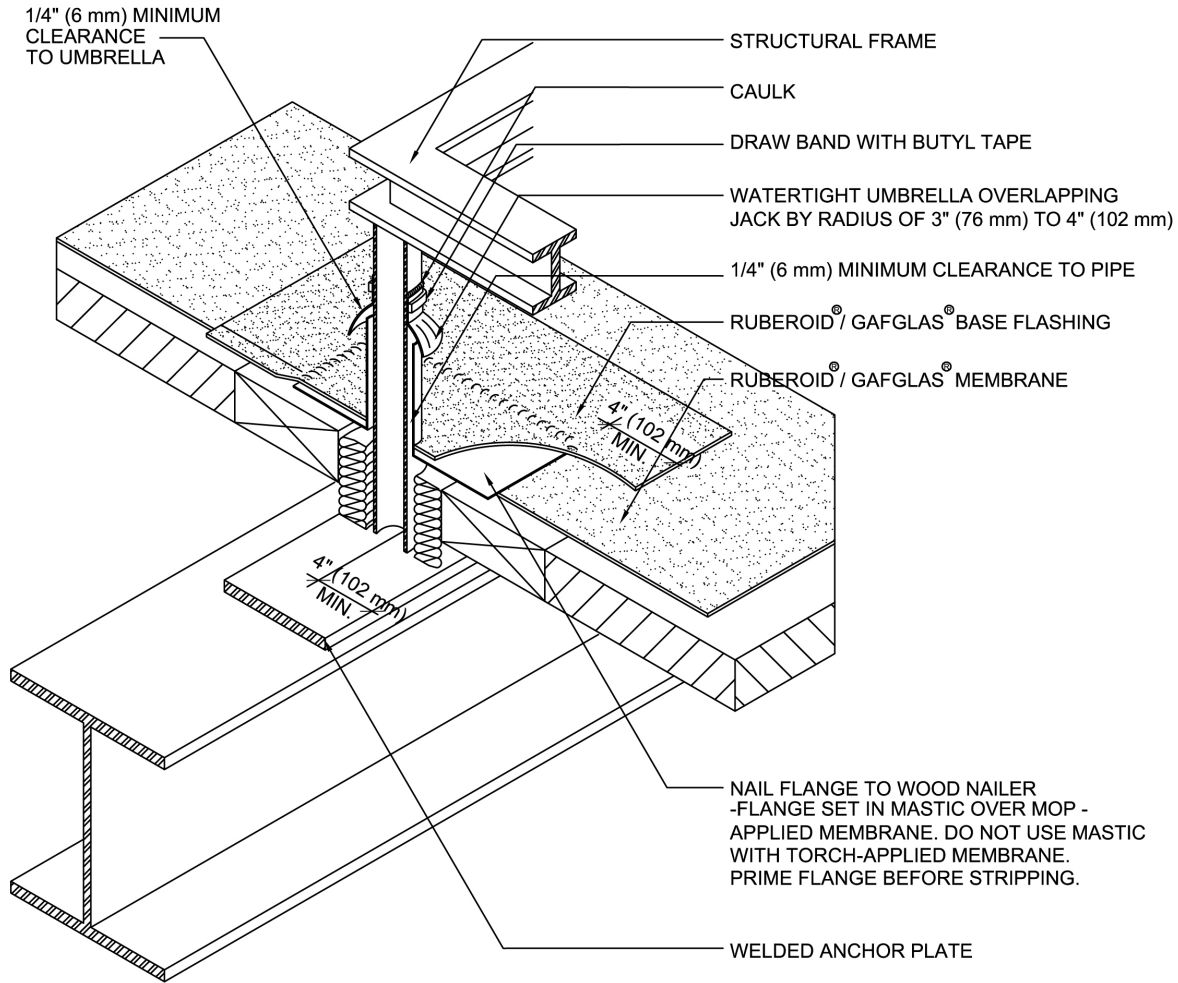 1/4" (6 mm) MINIMUM
CLEARANCE
TO UMBRELLA
STRUCTURAL FRAME
CAULK
DRAW BAND WITH BUTYL TAPE
WATERTIGHT UMBRELLA OVERLAPPING
JACK BY RADIUS OF 3" (76 mm) TO 4" (102 mm)
1/4" (6 mm) MINIMUM CLEARANCE TO PIPE
RUBEROID®/ GAFGLAS® BASE FLASHING
RUBEROID®/ GAFGLAS® MEMBRANE
4" (102 mm)
MIN.
4" (102 mm)
MIN.
NAIL FLANGE TO WOOD NAILER
-FLANGE SET IN MASTIC OVER MOP -
APPLIED MEMBRANE. DO NOT USE MASTIC
WITH TORCH-APPLIED MEMBRANE.
PRIME FLANGE BEFORE STRIPPING.
WELDED ANCHOR PLATE